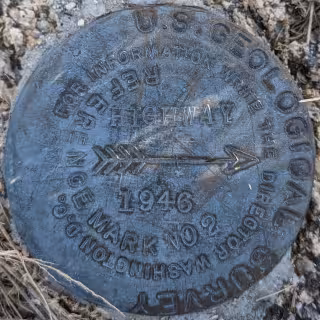 U.S. GEOLOGICAL SURVEY
FOR INFORMATION WRITE THE DIRECTOR WASHINGTON, D.C.
REFERENCE MARK NO 2
HIGHWAY
1946